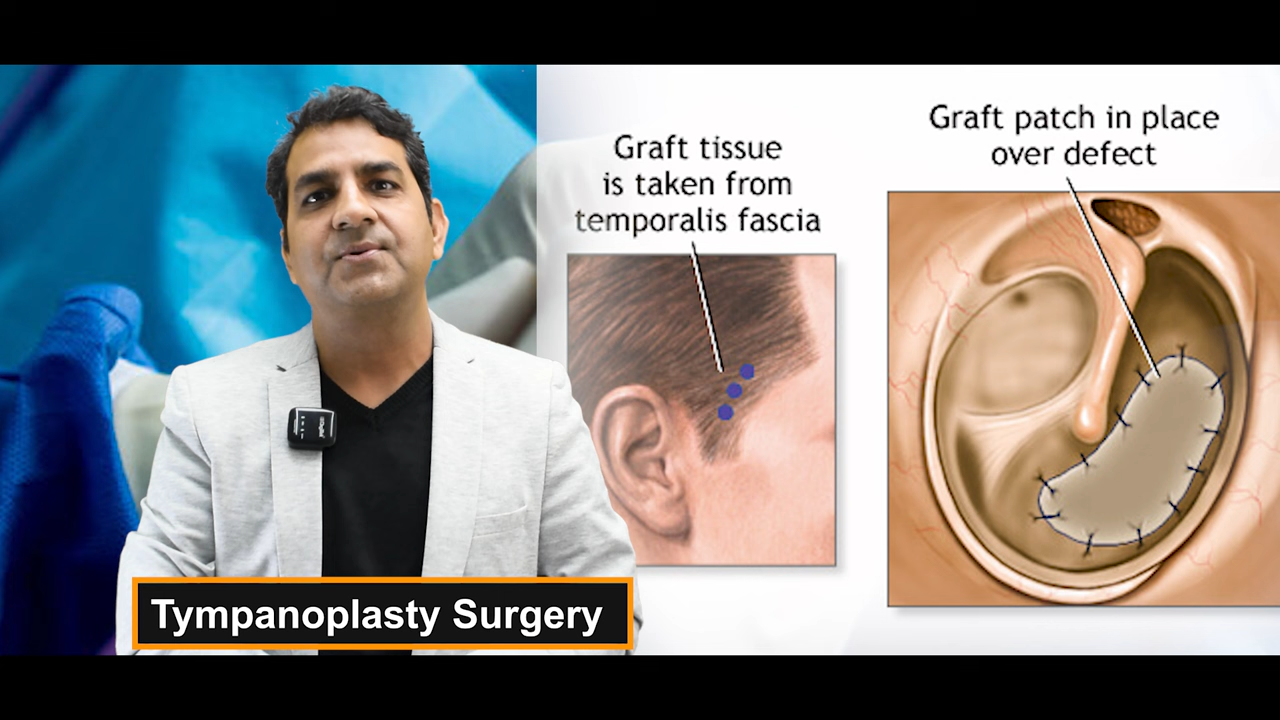 Graft tissue
is taken from
temporalis fascia
Graft patch in place
over defect
Tympanoplasty Surgery